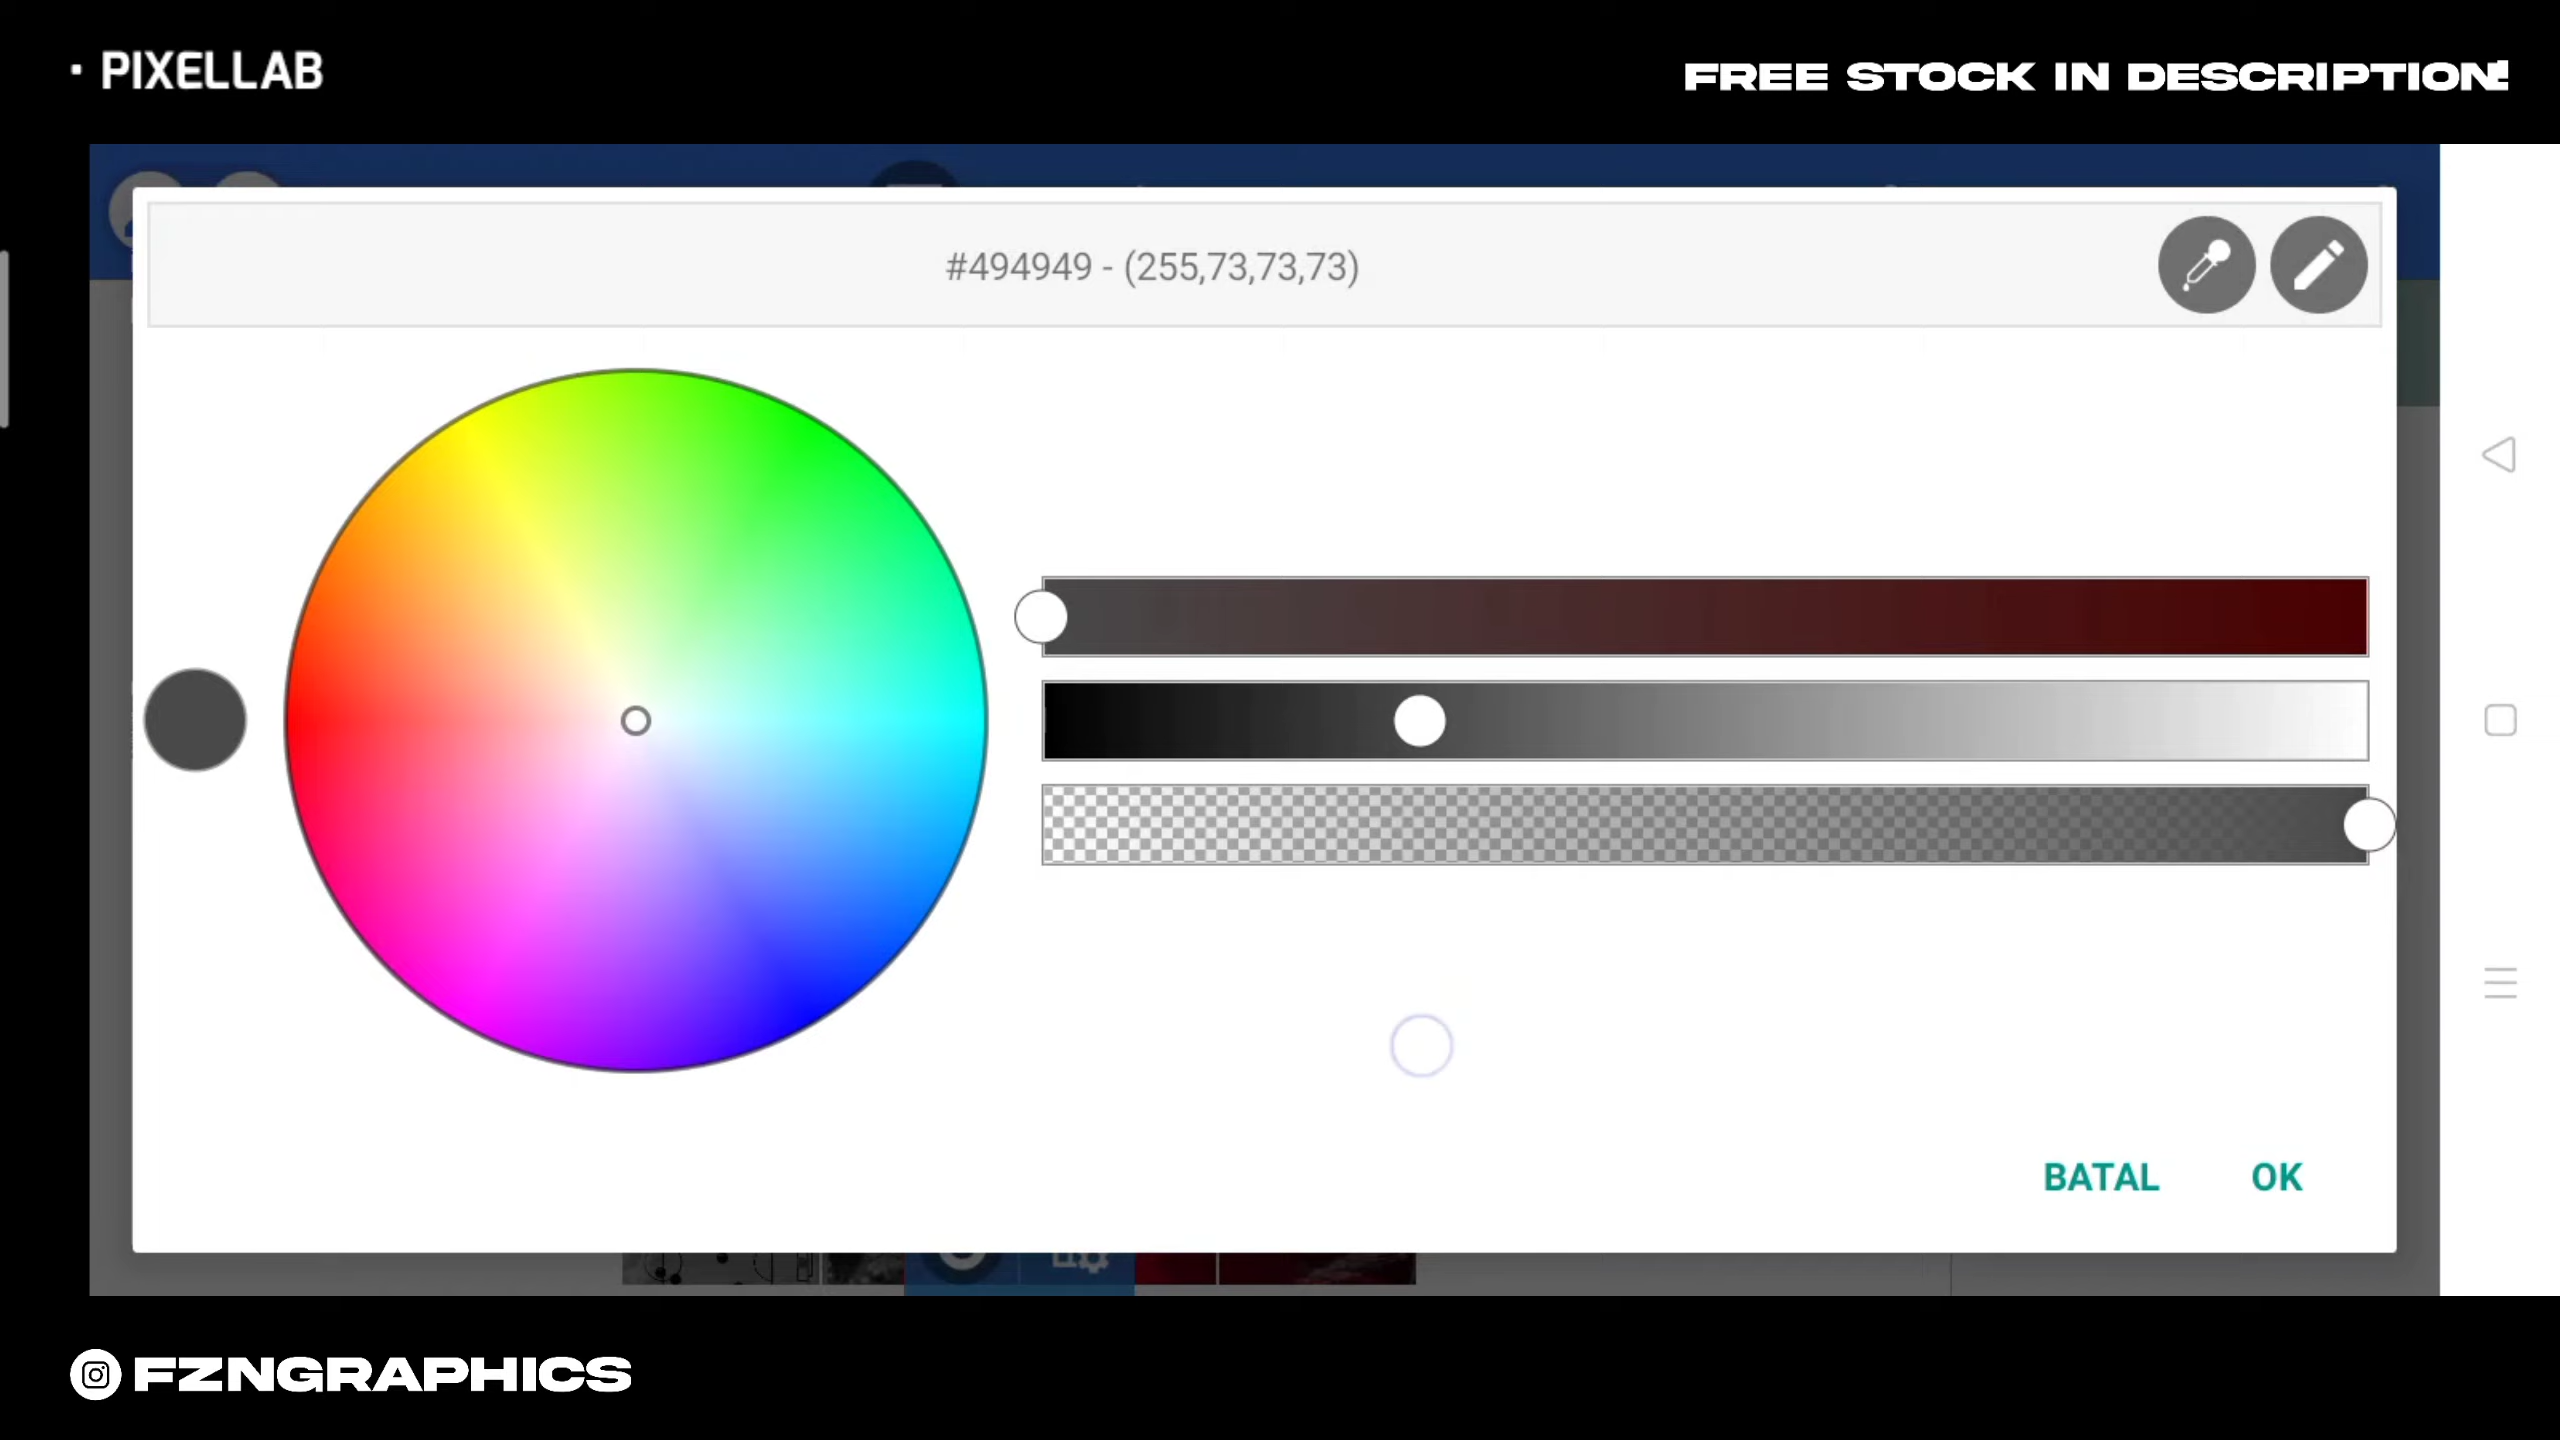 · PIXELLAB
FREE STOCK IN DESCRIPTION!
#494949 - (255,73,73,73)
BATAL OK
FZNGRAPHICS